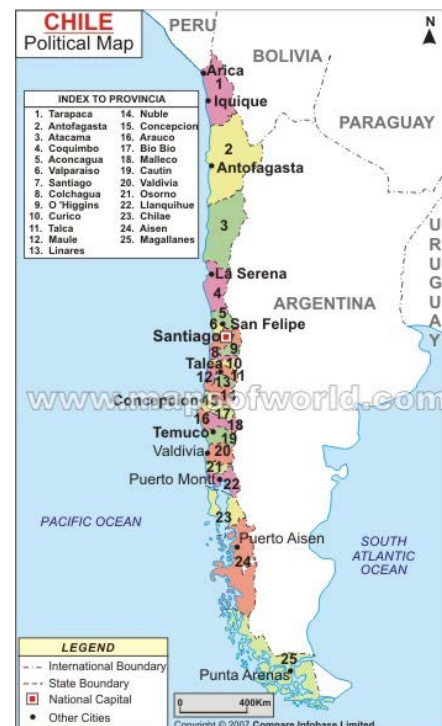 CHILE
Political Map
PERU
N
BOLIVIA
Arica
1
Iquique
INDEX TO PROVINCIA
1. Tarapaca
2. Antofagasta
3. Atacama
4. Coquimbo
5. Aconcagua
6. Valparaiso
7. Santiago
8. Colchagua
9. O 'Higgins
10. Curico
11. Talca
12. Maule
13. Linares
14. Nuble
15. Concepcion
16. Arauco
17. Bio Bio
18. Malleco
19. Cautin
20. Valdivia
21. Osorno
22. Llanquihue
23. Chilae
24. Aisen
25. Magallanes
PARAGUAY
2
Antofagasta
3
URUGUAY
La Serena
4
ARGENTINA
5
6 San Felipe
Santiago
8 9
Talca 10
12 11
13
www.mapsofworld.com
Concepcion 15 17
16 18
Temuco 19
Valdivia 20
21
Puerto Montt 22
23
PACIFIC OCEAN
Puerto Aisen
24
SOUTH
ATLANTIC
OCEAN
25
Punta Arenas
LEGEND
International Boundary
State Boundary
National Capital
Other Cities
0 400Km
Copyright © 2007 Compare Infobase Limited